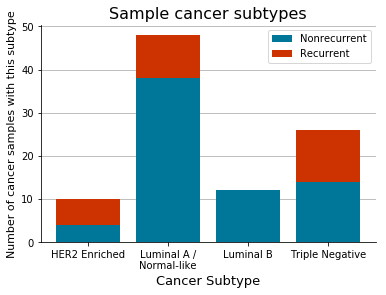 Sample cancer subtypes
Number of cancer samples with this subtype
50
40
30
20
10
0
Nonrecurrent
Recurrent
HER2 Enriched
Luminal A /
Normal-like
Luminal B
Triple Negative
Cancer Subtype